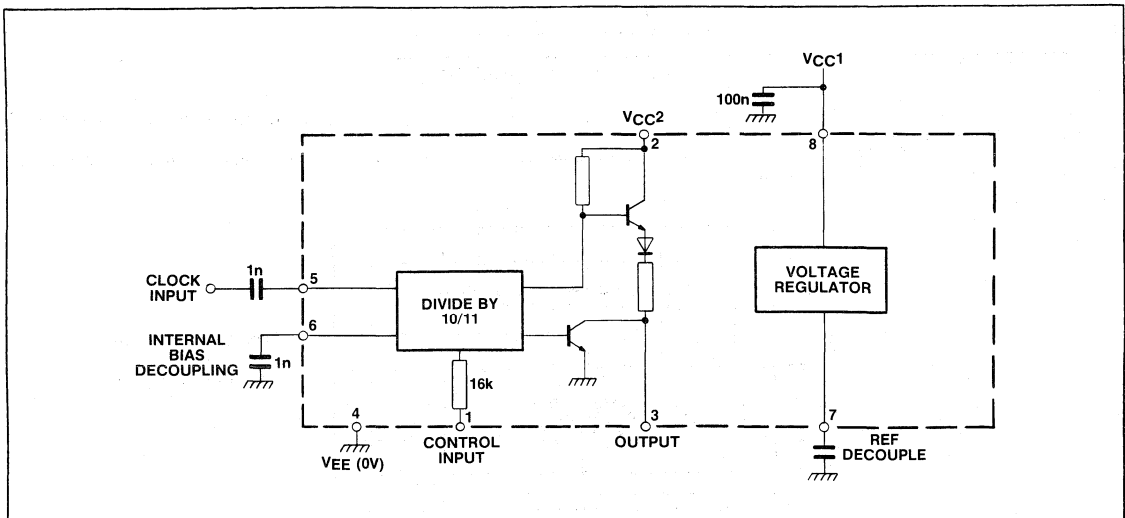 VCC1
100n
VCC2
2
8
CLOCK
INPUT
1n
5
DIVIDE BY
10/11
VOLTAGE
REGULATOR
6
INTERNAL
BIAS
DECOUPLING
1n
16k
4
1
3
7
VEE (0V)
CONTROL
INPUT
OUTPUT
REF
DECOUPLE